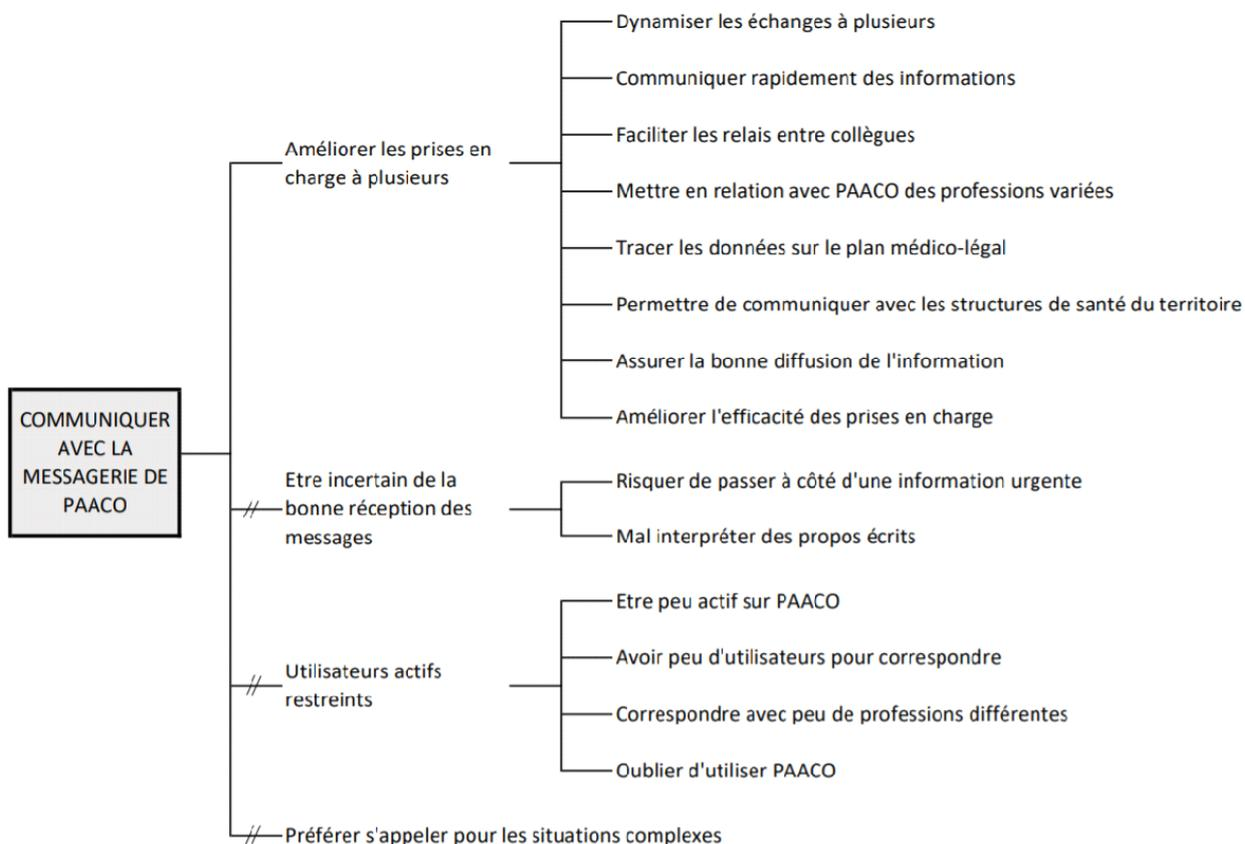 COMMUNIQUER
AVEC LA
MESSAGERIE DE
PAACO
Améliorer les prises en
charge à plusieurs
Dynamiser les échanges à plusieurs
Communiquer rapidement des informations
Faciliter les relais entre collègues
Mettre en relation avec PAACO des professions variées
Tracer les données sur le plan médico-légal
Permettre de communiquer avec les structures de santé du territoire
Assurer la bonne diffusion de l'information
Améliorer l'efficacité des prises en charge
Etre incertain de la
bonne réception des
messages
Risquer de passer à côté d'une information urgente
Mal interpréter des propos écrits
Utilisateurs actifs
restreints
Etre peu actif sur PAACO
Avoir peu d'utilisateurs pour correspondre
Correspondre avec peu de professions différentes
Oublier d'utiliser PAACO
Préférer s'appeler pour les situations complexes